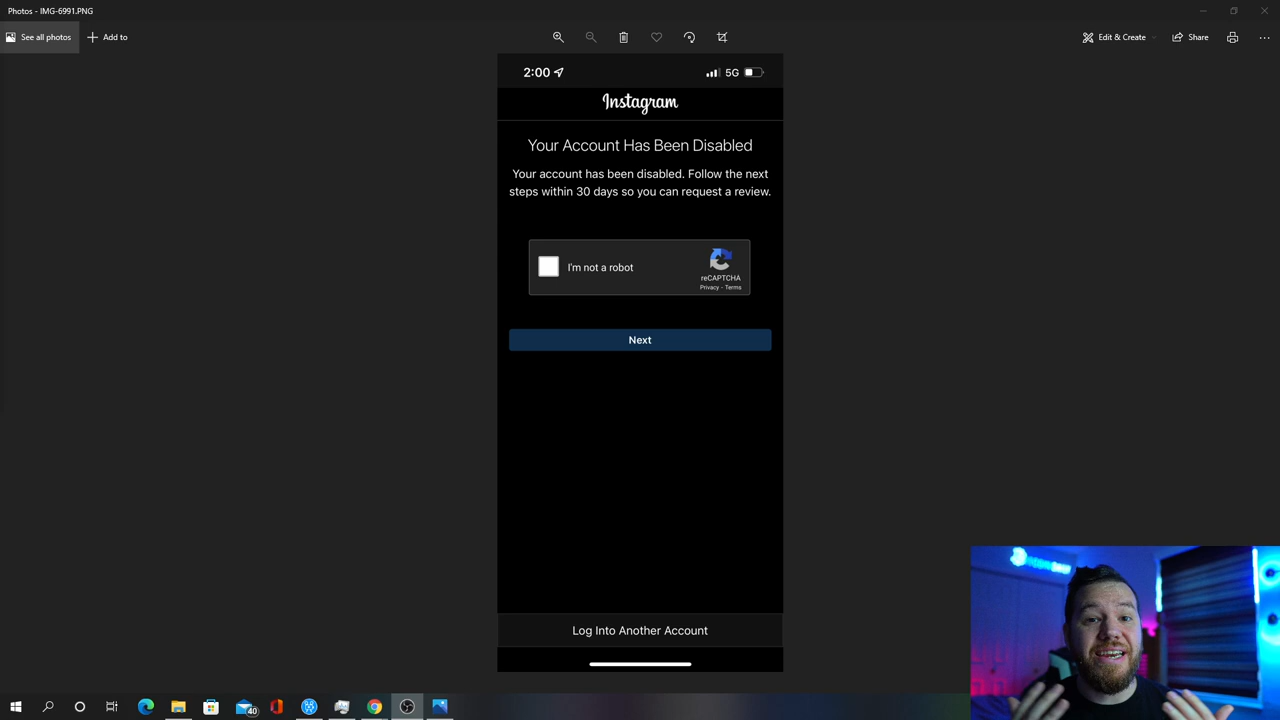 Photos - IMG-6991.PNG
See all photos
Add to
Edit & Create
Share
2:00
5G
Instagram
Your Account Has Been Disabled
Your account has been disabled. Follow the next
steps within 30 days so you can request a review.
I'm not a robot
reCAPTCHA
Privacy - Terms
Next
Log Into Another Account
40